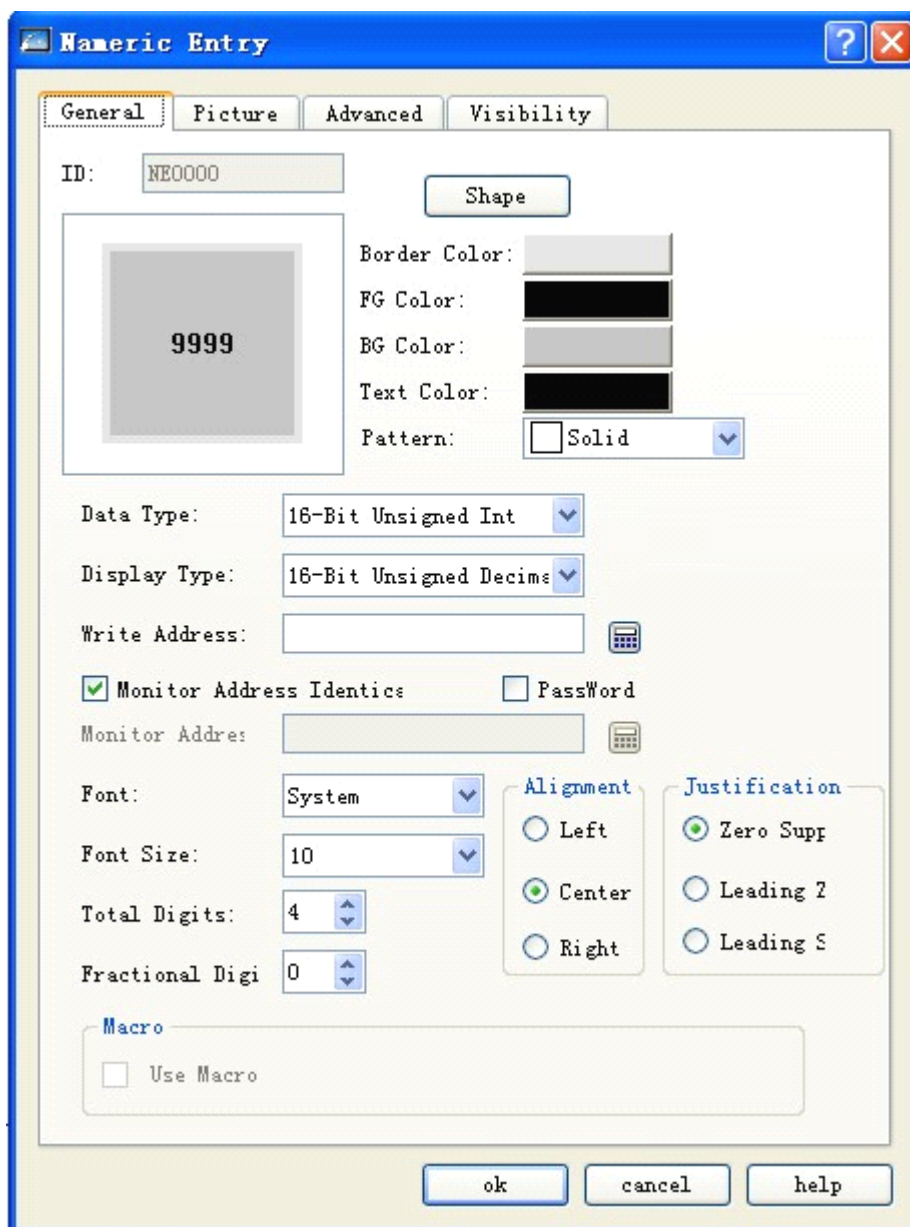 Nameric Entry
General Picture Advanced Visibility
ID: NE0000
Shape
Border Color:
FG Color:
9999
BG Color:
Text Color:
Pattern: Solid
Data Type: 16-Bit Unsigned Int
Display Type: 16-Bit Unsigned Decima
Write Address:
Monitor Address Identica PassWord
Monitor Addres
Font: System
Alignment
Justification
Left
Zero Supp
Font Size: 10
Center
Leading Z
Total Digits: 4
Right
Leading S
Fractional Digi 0
Macro
Use Macro
ok cancel help